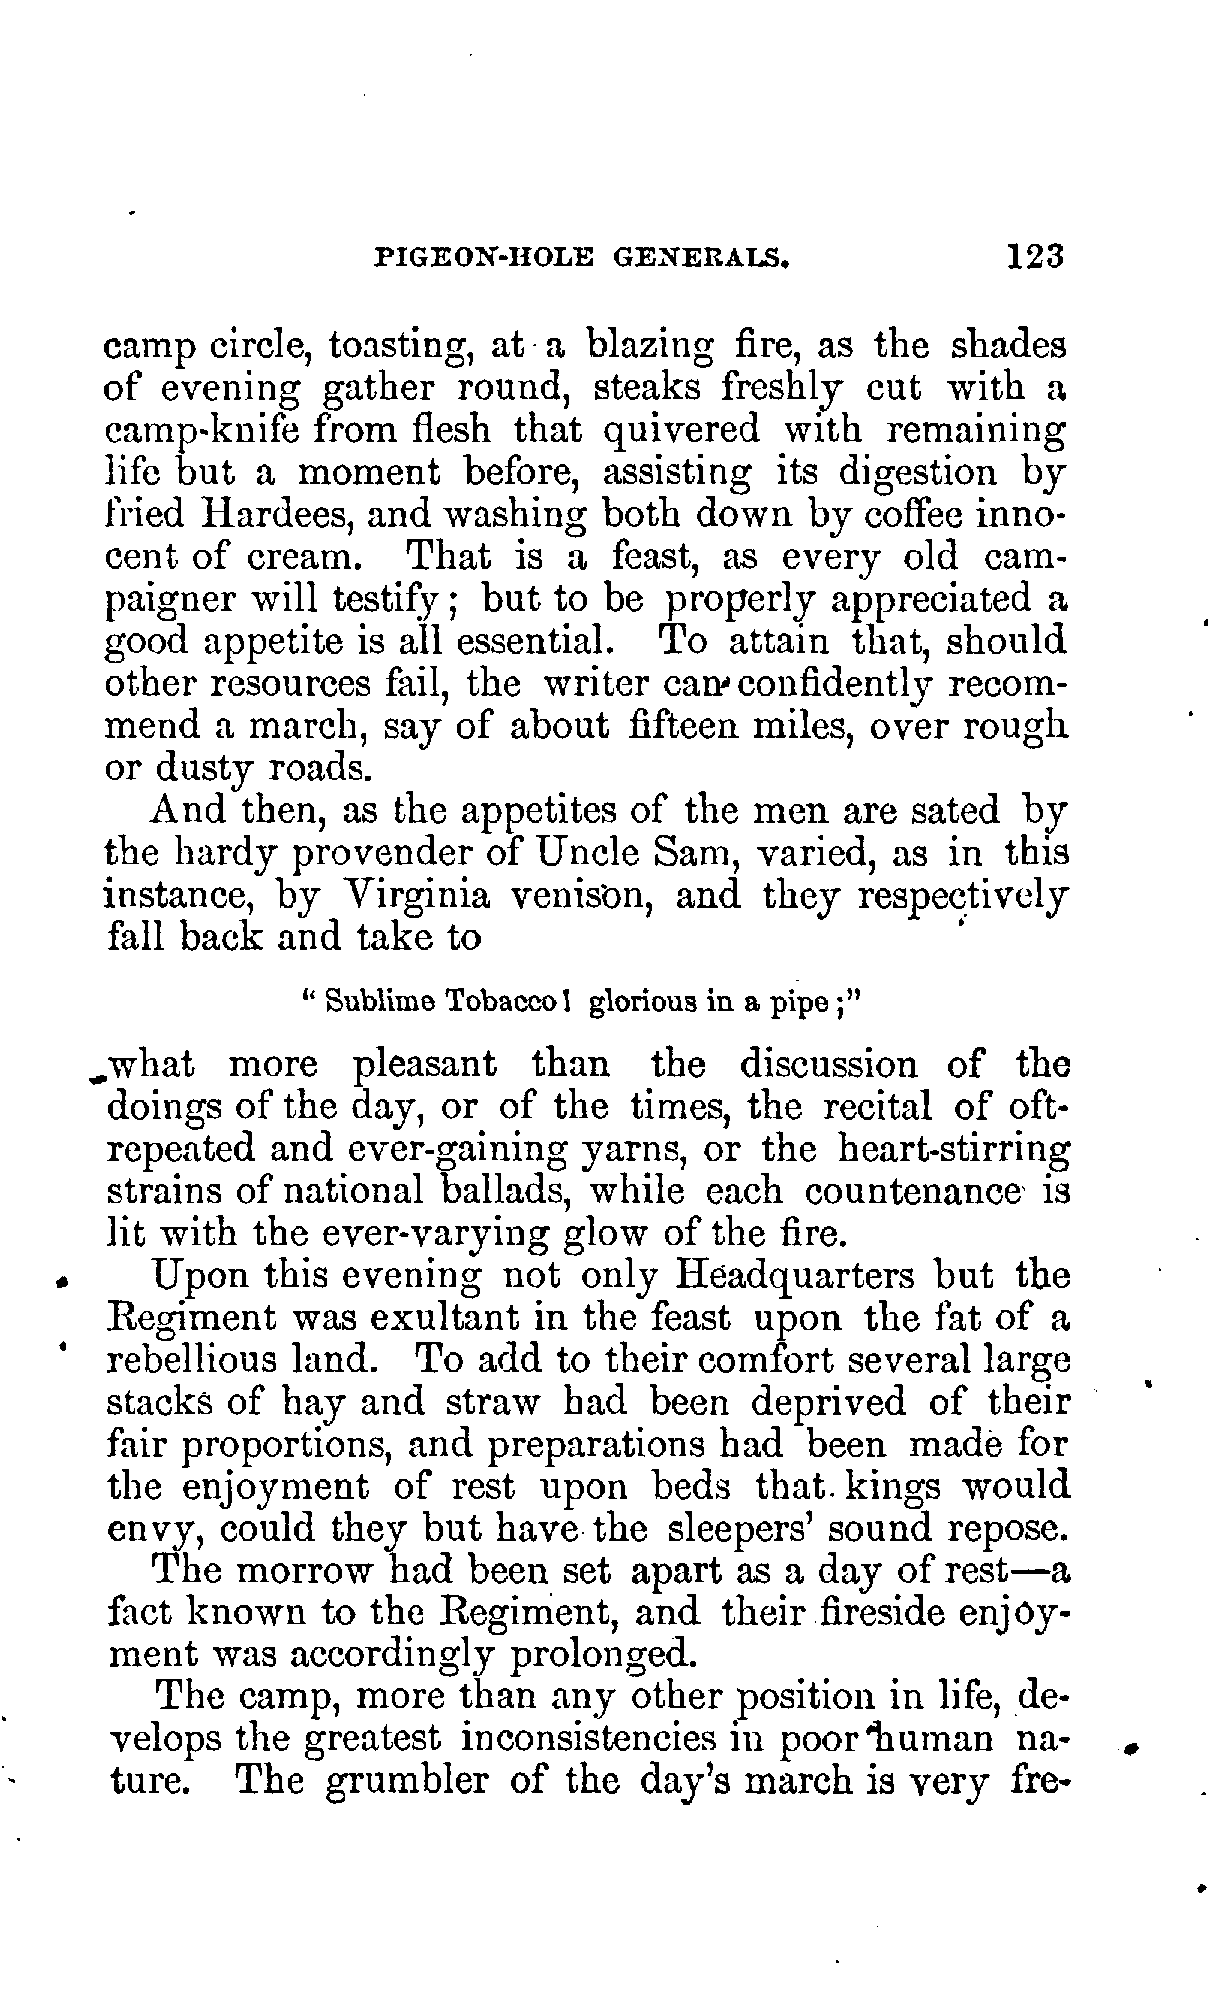 PIGEON-HOLE GENERALS. 123
camp circle, toasting, at a blazing fire, as the shades
of evening gather round, steaks freshly cut with a
camp-knife from flesh that quivered with remaining
life but a moment before, assisting its digestion by
fried Hardees, and washing both down by coffee inno-
cent of cream. That is a feast, as every old cam-
paigner will testify; but to be properly appreciated a
good appetite is all essential. To attain that, should
other resources fail, the writer can confidently recom-
mend a march, say of about fifteen miles, over rough
or dusty roads.
And then, as the appetites of the men are sated by
the hardy provender of Uncle Sam, varied, as in this
instance, by Virginia venison, and they respectively
fall back and take to
"Sublime Tobacco! glorious in a pipe;"
what more pleasant than the discussion of the
doings of the day, or of the times, the recital of oft-
repeated and ever-gaining yarns, or the heart-stirring
strains of national ballads, while each countenance is
lit with the ever-varying glow of the fire.
Upon this evening not only Headquarters but the
Regiment was exultant in the feast upon the fat of a
rebellious land. To add to their comfort several large
stacks of hay and straw had been deprived of their
fair proportions, and preparations had been made for
the enjoyment of rest upon beds that kings would
envy, could they but have the sleepers' sound repose.
The morrow had been set apart as a day of rest—a
fact known to the Regiment, and their fireside enjoy-
ment was accordingly prolonged.
The camp, more than any other position in life, de-
velops the greatest inconsistencies in poor human na-
ture. The grumbler of the day's march is very fre-